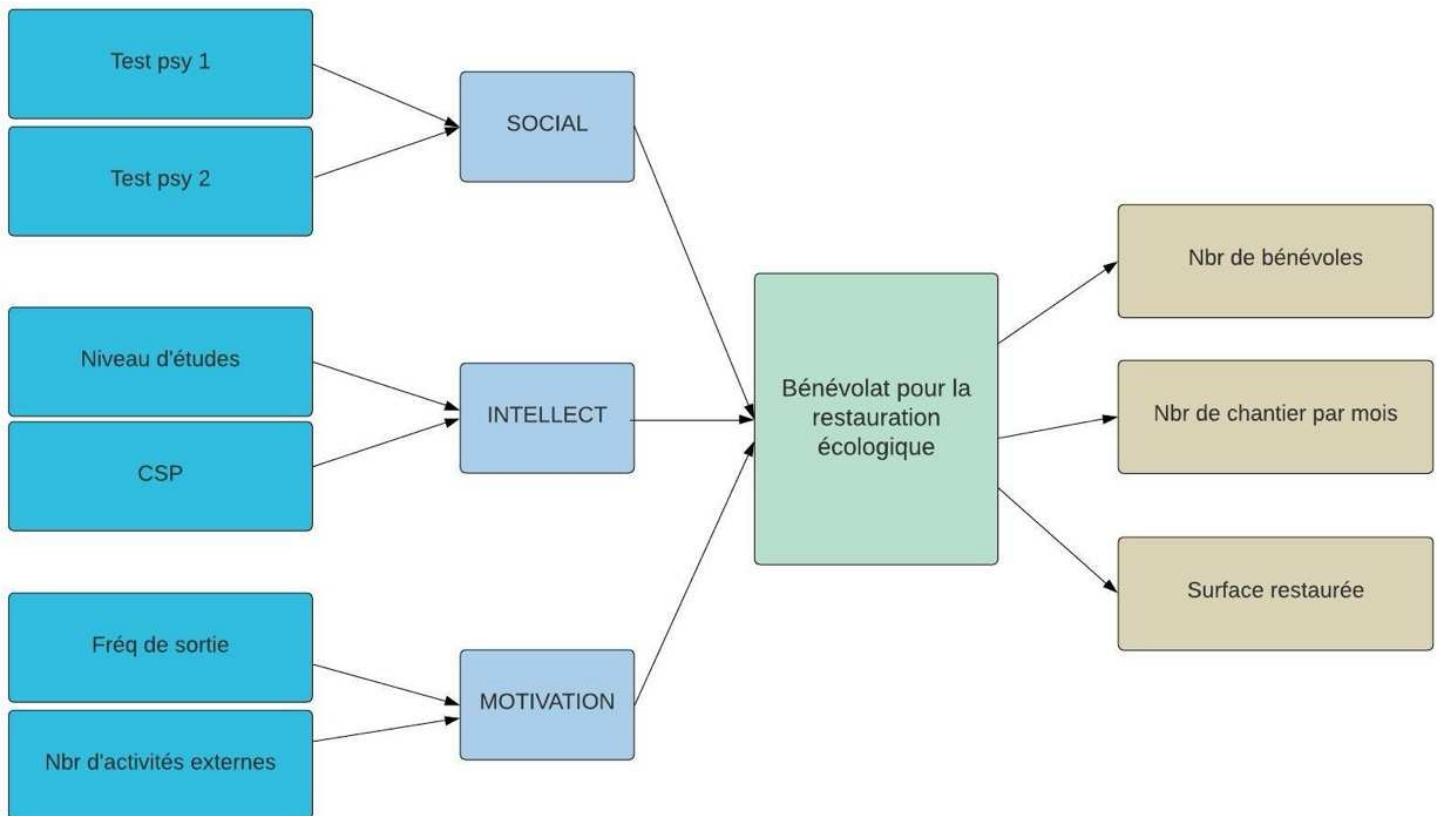 Test psy 1
Test psy 2
SOCIAL
Niveau d'études
CSP
INTELLECT
Fréq de sortie
Nbr d'activités externes
MOTIVATION
Bénévolat pour la
restauration
écologique
Nbr de bénévoles
Nbr de chantier par mois
Surface restaurée